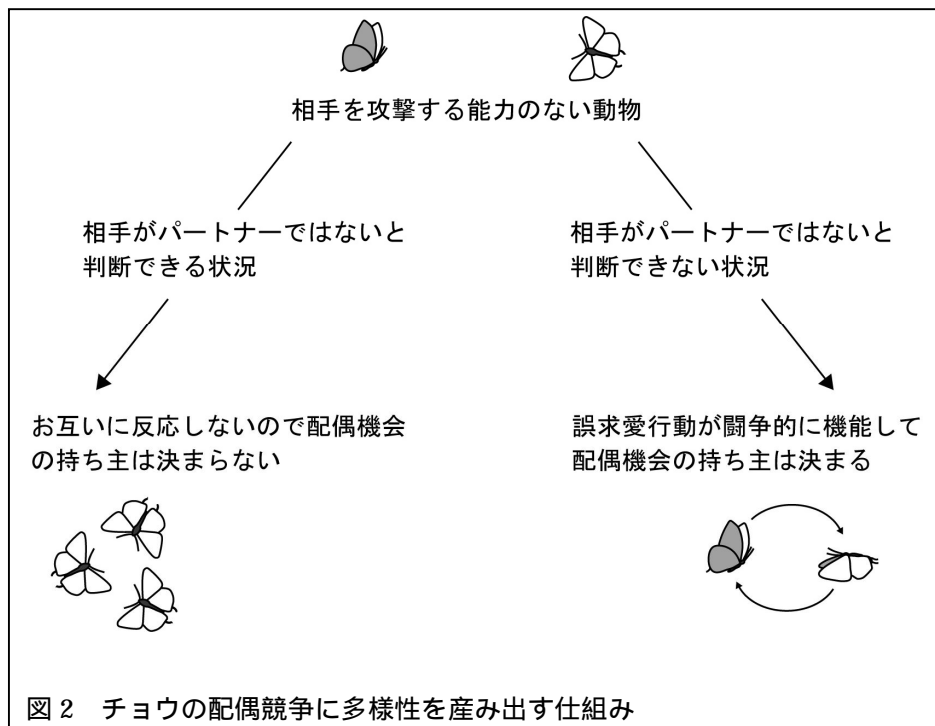 相手を攻撃する能力のない動物
相手がパートナーではないと
判断できる状況
相手がパートナーではないと
判断できない状況
お互いに反応しないので配偶機会
の持ち主は決まらない
誤求愛行動が闘争的に機能して
配偶機会の持ち主は決まる
図 2　チョウの配偶競争に多様性を産み出す仕組み